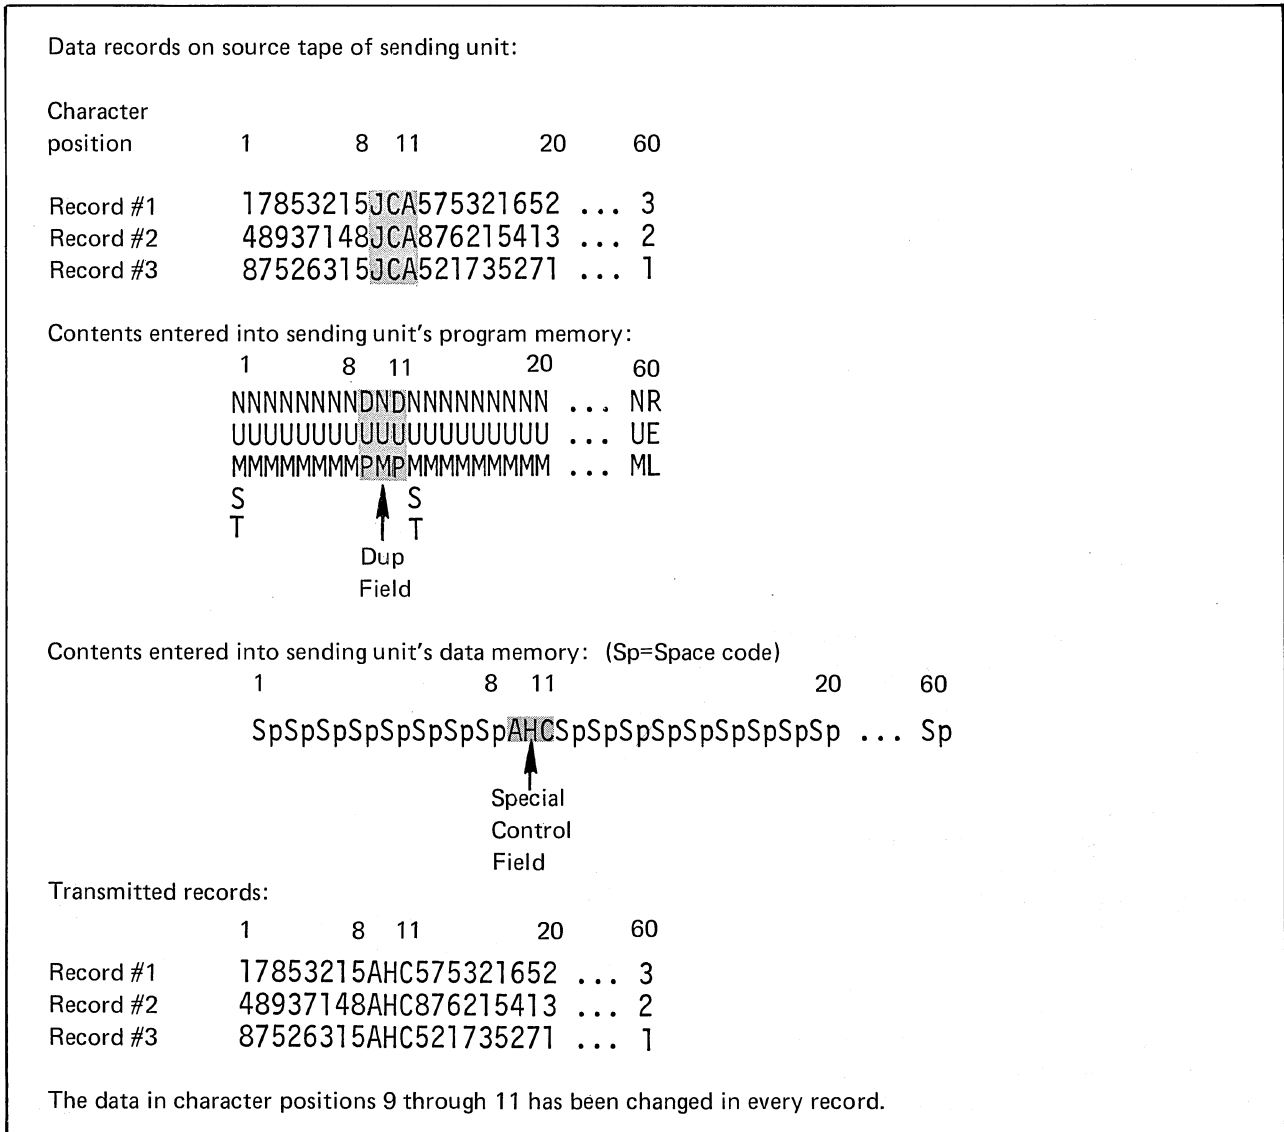 Data records on source tape of sending unit:
Character
position 1 8 11 20 60
Record #1 17853215JCA575321652 ... 3
Record #2 48937148JCA876215413 ... 2
Record #3 87526315JCA521735271 ... 1
Contents entered into sending unit's program memory:
1 8 11 20 60
NNNNNNNNDNDNNNNNNNNN ... NR
UUUUUUUUUUUUUUUUUUUU ... UE
MMMMMMMMPMPMMMMMMMMM ... ML
S S
T T
Dup
Field
Contents entered into sending unit's data memory: (Sp=Space code)
1 8 11 20 60
SpSpSpSpSpSpSpSpAHCSpSpSpSpSpSpSpSpSp ... Sp
Special
Control
Field
Transmitted records:
1 8 11 20 60
Record #1 17853215AHC575321652 ... 3
Record #2 48937148AHC876215413 ... 2
Record #3 87526315AHC521735271 ... 1
The data in character positions 9 through 11 has been changed in every record.